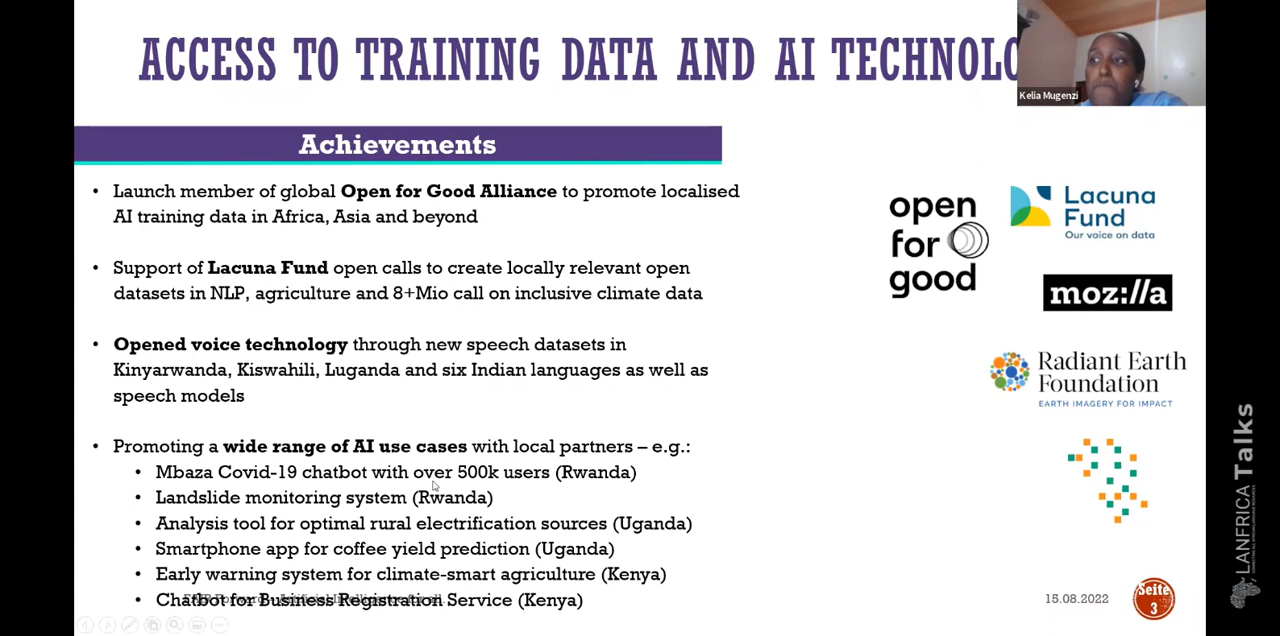 ACCESS TO TRAINING DATA AND AI TECHNOLO
Kelia Mugenzi
Achievements
• Launch member of global Open for Good Alliance to promote localised
AI training data in Africa, Asia and beyond
• Support of Lacuna Fund open calls to create locally relevant open
datasets in NLP, agriculture and 8+Mio call on inclusive climate data
• Opened voice technology through new speech datasets in
Kinyarwanda, Kiswahili, Luganda and six Indian languages as well as
speech models
• Promoting a wide range of AI use cases with local partners – e.g.:
• Mbaza Covid-19 chatbot with over 500k users (Rwanda)
• Landslide monitoring system (Rwanda)
• Analysis tool for optimal rural electrification sources (Uganda)
• Smartphone app for coffee yield prediction (Uganda)
• Early warning system for climate-smart agriculture (Kenya)
• Chatbot for Business Registration Service (Kenya)
open
for
good
Lacuna
Fund
Our voice on data
moz://a
Radiant Earth
Foundation
EARTH IMAGERY FOR IMPACT
15.08.2022
Seite
3
LANFRICA Talks